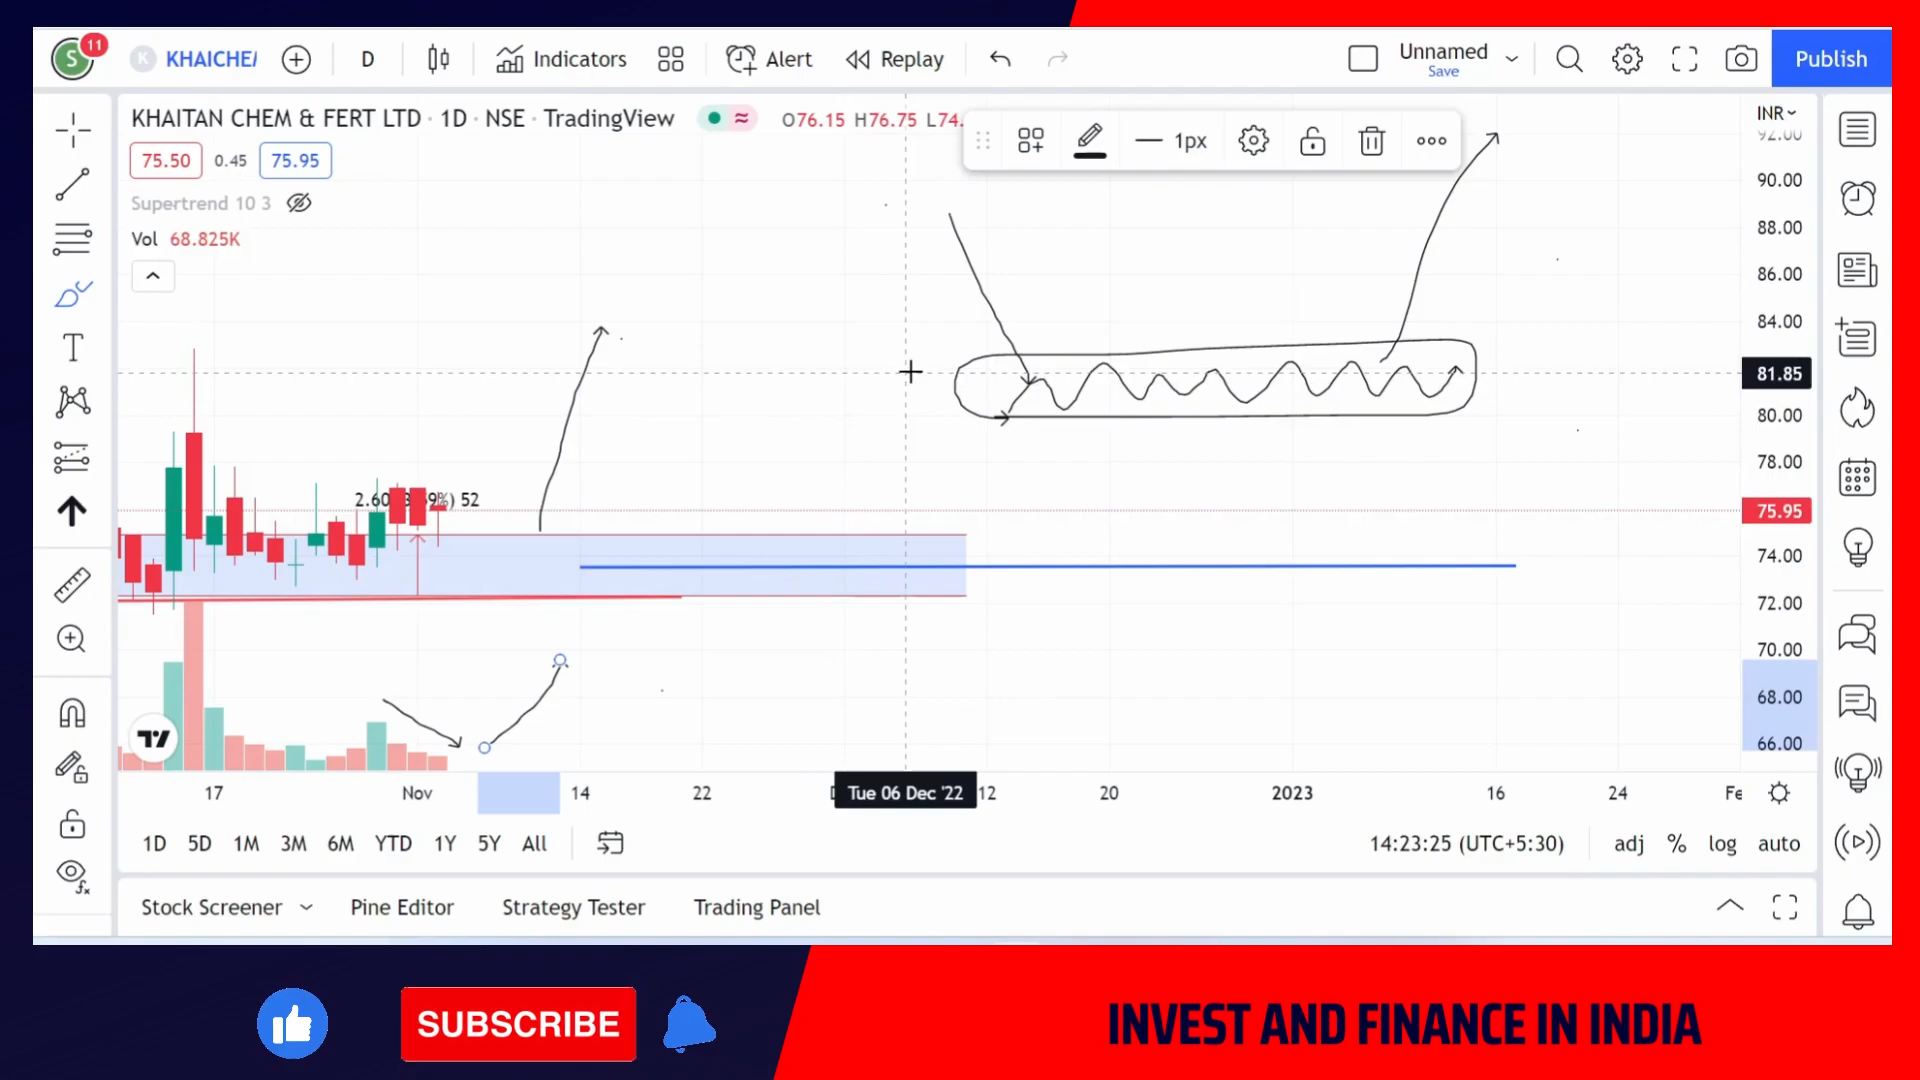 S 11 K KHAICHEM D Indicators Alert Replay Unnamed Save Publish
KHAITAN CHEM & FERT LTD · 1D · NSE · TradingView O76.15 H76.75 L74. 1px INR
75.50 0.45 75.95
Supertrend 10 3
Vol 68.825K
92.00
90.00
88.00
86.00
84.00
81.85
80.00
78.00
52
75.95
74.00
72.00
70.00
68.00
66.00
17 Nov 14 22 Tue 06 Dec '22 12 20 2023 16 24 Fe
1D 5D 1M 3M 6M YTD 1Y 5Y All 14:23:25 (UTC+5:30) adj % log auto
Stock Screener Pine Editor Strategy Tester Trading Panel
SUBSCRIBE INVEST AND FINANCE IN INDIA